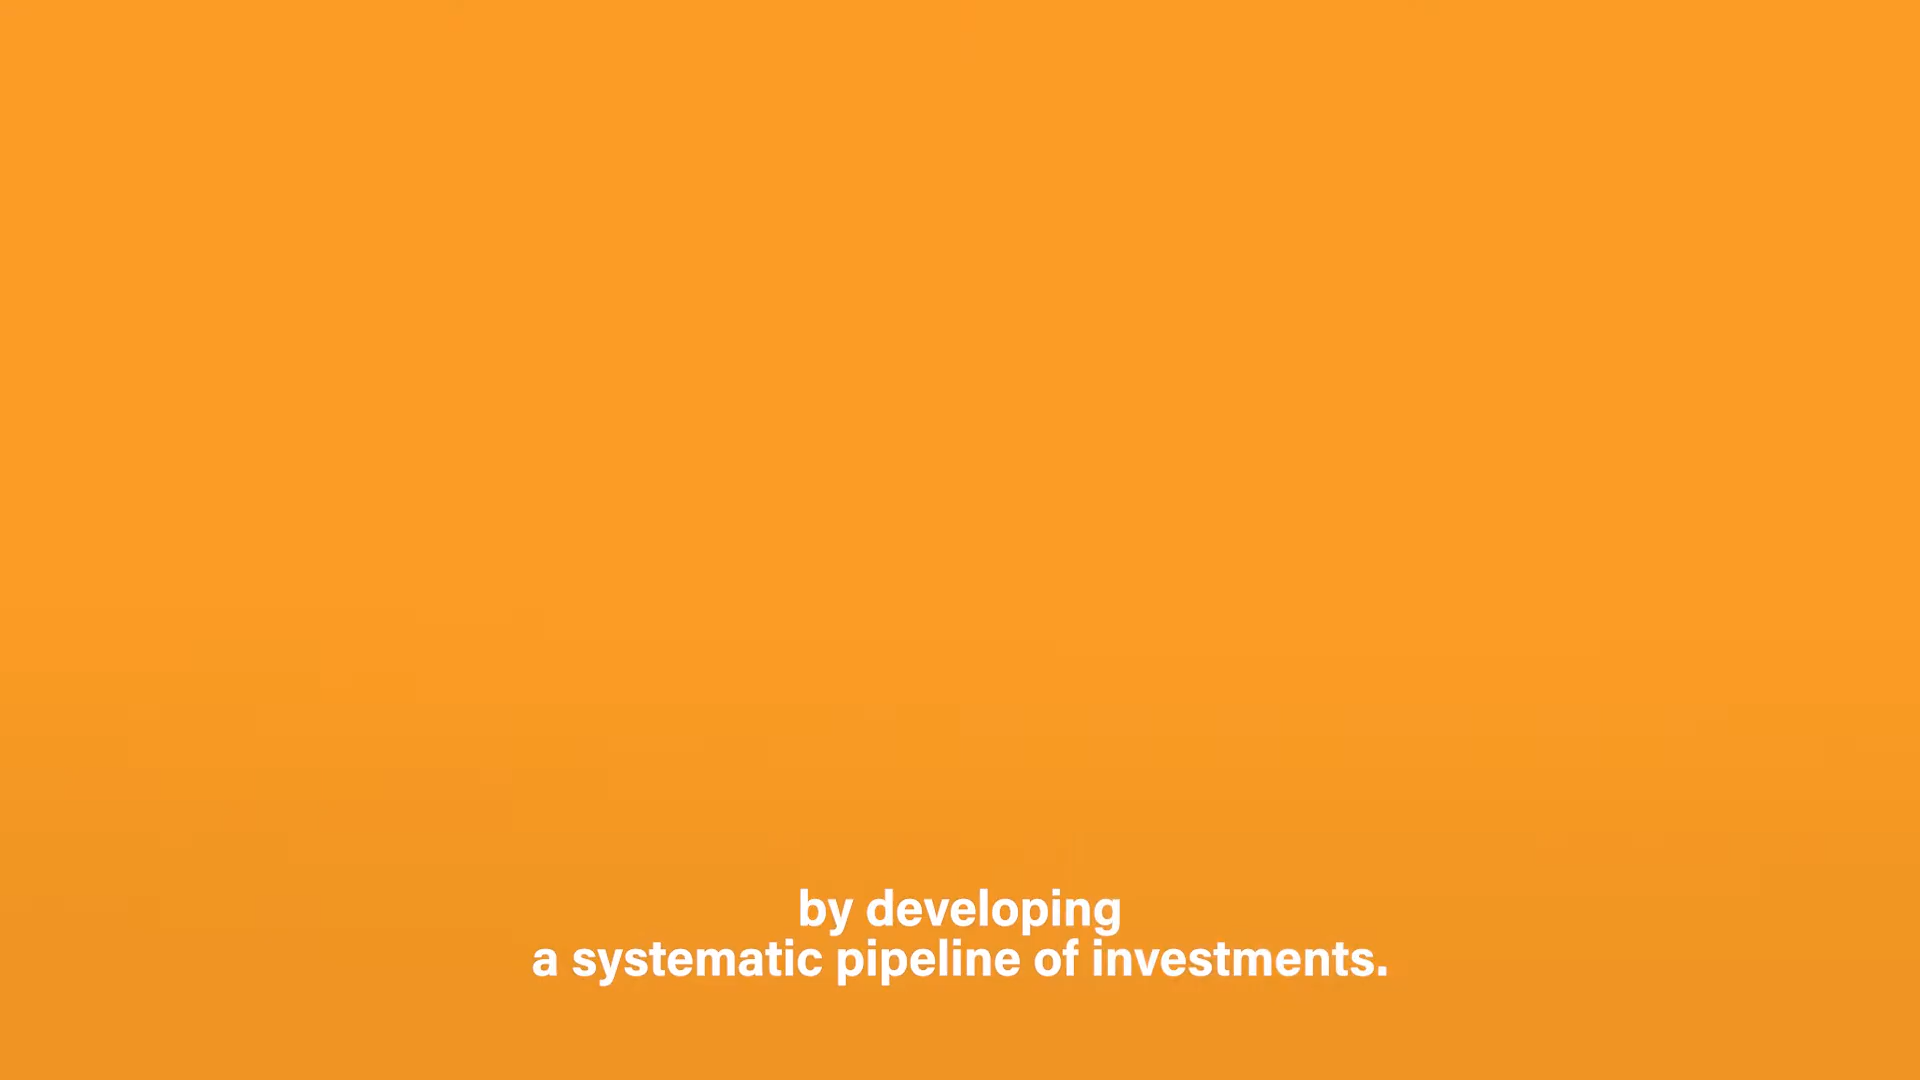 by developing
a systematic pipeline of investments.